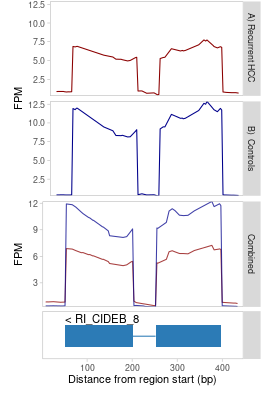 12.5
10.0
7.5
5.0
2.5
A) Recurrent HCC
FPM
12.5
10.0
7.5
5.0
2.5
B) Controls
12
9
6
3
FPM
Combined
< RI_CIDEB_8
100 200 300 400
Distance from region start (bp)